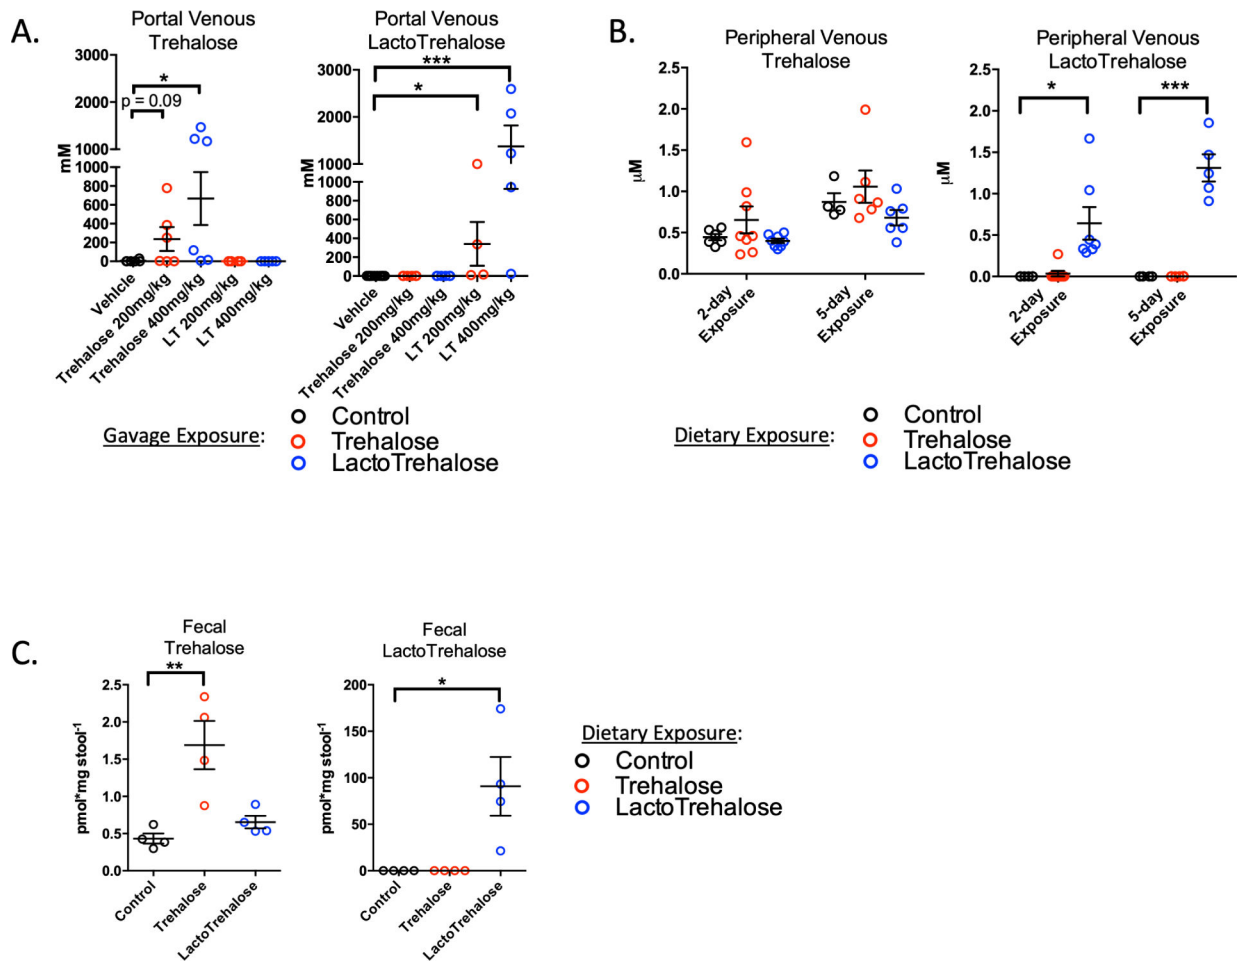 A.
Portal Venous
Trehalose
mM
3000
2000
1000
1000
800
600
400
200
0
*
p = 0.09
Vehicle
Trehalose 200mg/kg
Trehalose 400mg/kg
LT 200mg/kg
LT 400mg/kg
Portal Venous
LactoTrehalose
mM
3000
2000
1000
1000
800
600
400
200
0
***
*
Vehicle
Trehalose 200mg/kg
Trehalose 400mg/kg
LT 200mg/kg
LT 400mg/kg
Gavage Exposure:
Control
Trehalose
LactoTrehalose
B.
Peripheral Venous
Trehalose
μM
2.5
2.0
1.5
1.0
0.5
0.0
2-day
Exposure
5-day
Exposure
Peripheral Venous
LactoTrehalose
μM
2.5
2.0
1.5
1.0
0.5
0.0
*
***
2-day
Exposure
5-day
Exposure
Dietary Exposure:
Control
Trehalose
LactoTrehalose
C.
Fecal
Trehalose
**
pmol*mg stool-1
2.5
2.0
1.5
1.0
0.5
0.0
Control
Trehalose
LactoTrehalose
Fecal
LactoTrehalose
*
pmol*mg stool-1
200
150
100
50
0
Control
Trehalose
LactoTrehalose
Dietary Exposure:
Control
Trehalose
LactoTrehalose